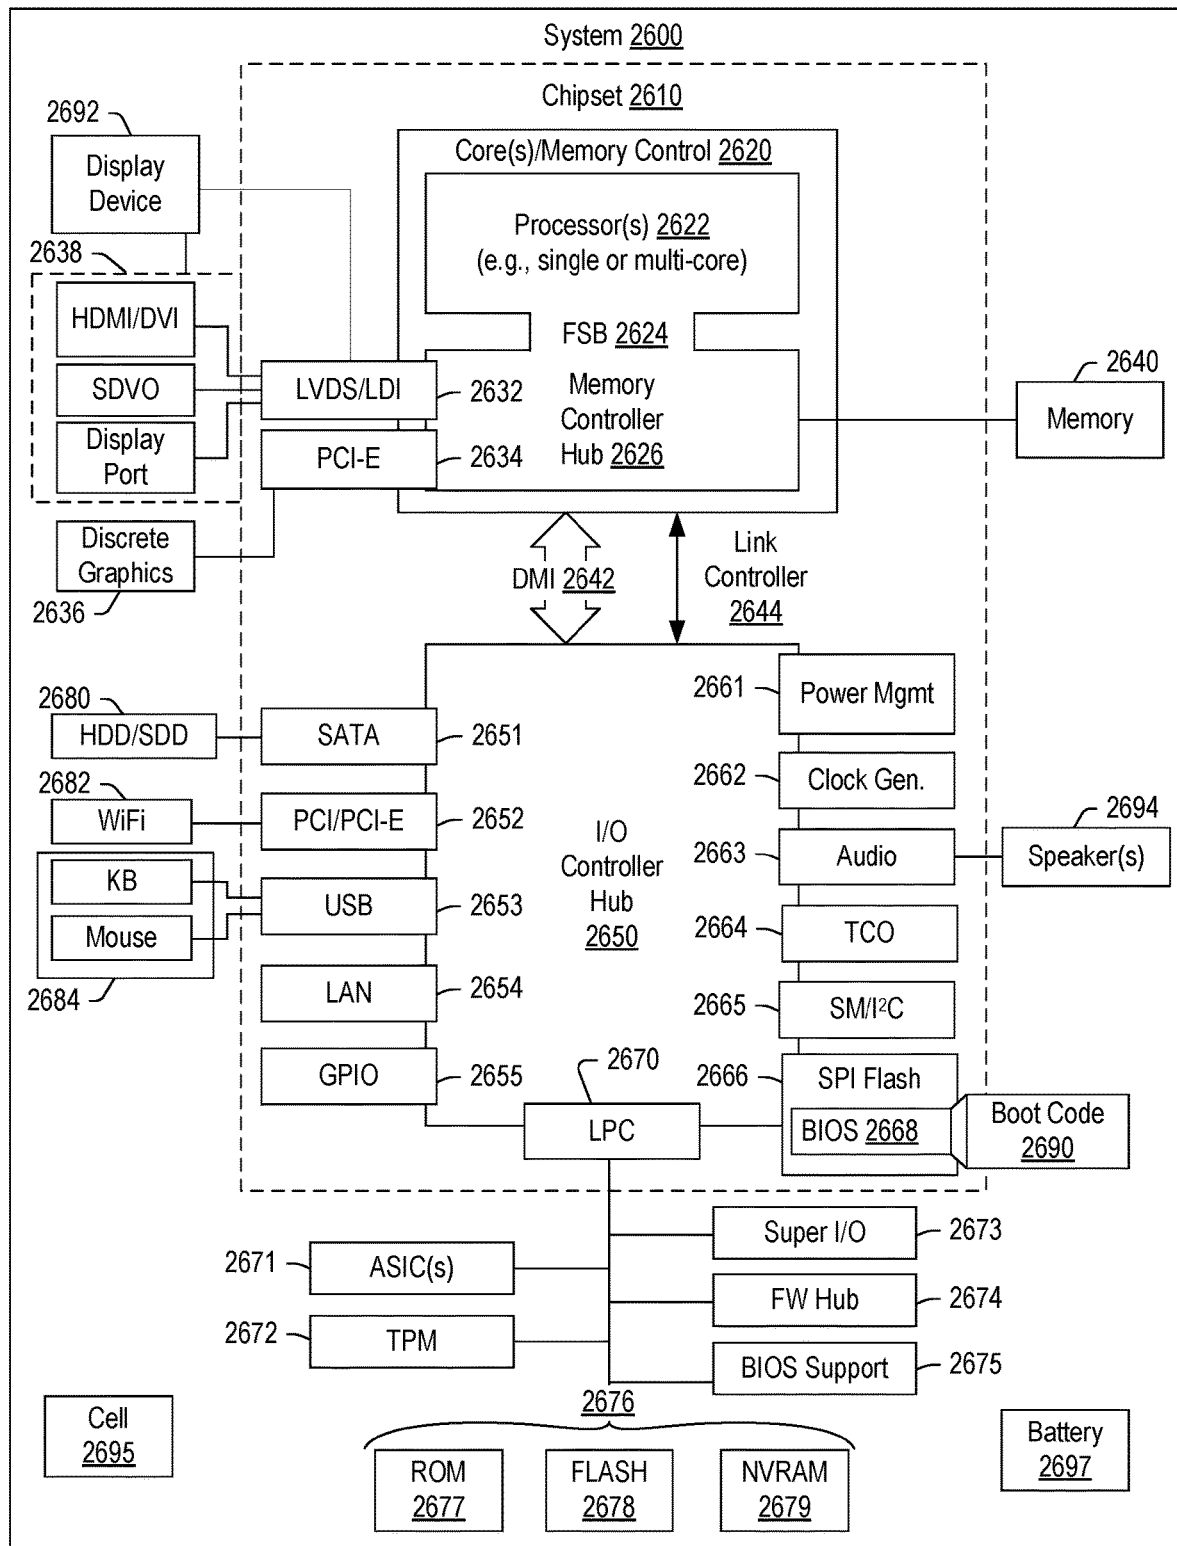 System 2600
Chipset 2610
2692
Display
Device
Core(s)/Memory Control 2620
Processor(s) 2622
(e.g., single or multi-core)
2638
HDMI/DVI
SDVO
Display
Port
FSB 2624
LVDS/LDI
2632
PCI-E
2634
Memory
Controller
Hub 2626
2640
Memory
Discrete
Graphics
2636
DMI 2642
Link
Controller
2644
2680
HDD/SDD
SATA
2651
2661
Power Mgmt
2682
WiFi
PCI/PCI-E
2652
2662
Clock Gen.
I/O
Controller
Hub
2650
2663
Audio
2694
Speaker(s)
KB
Mouse
2684
USB
2653
2664
TCO
LAN
2654
2665
SM/I²C
GPIO
2655
2670
LPC
2666
SPI Flash
BIOS 2668
Boot Code
2690
Super I/O
2673
2671
ASIC(s)
FW Hub
2674
2672
TPM
BIOS Support
2675
2676
Cell
2695
ROM
2677
FLASH
2678
NVRAM
2679
Battery
2697